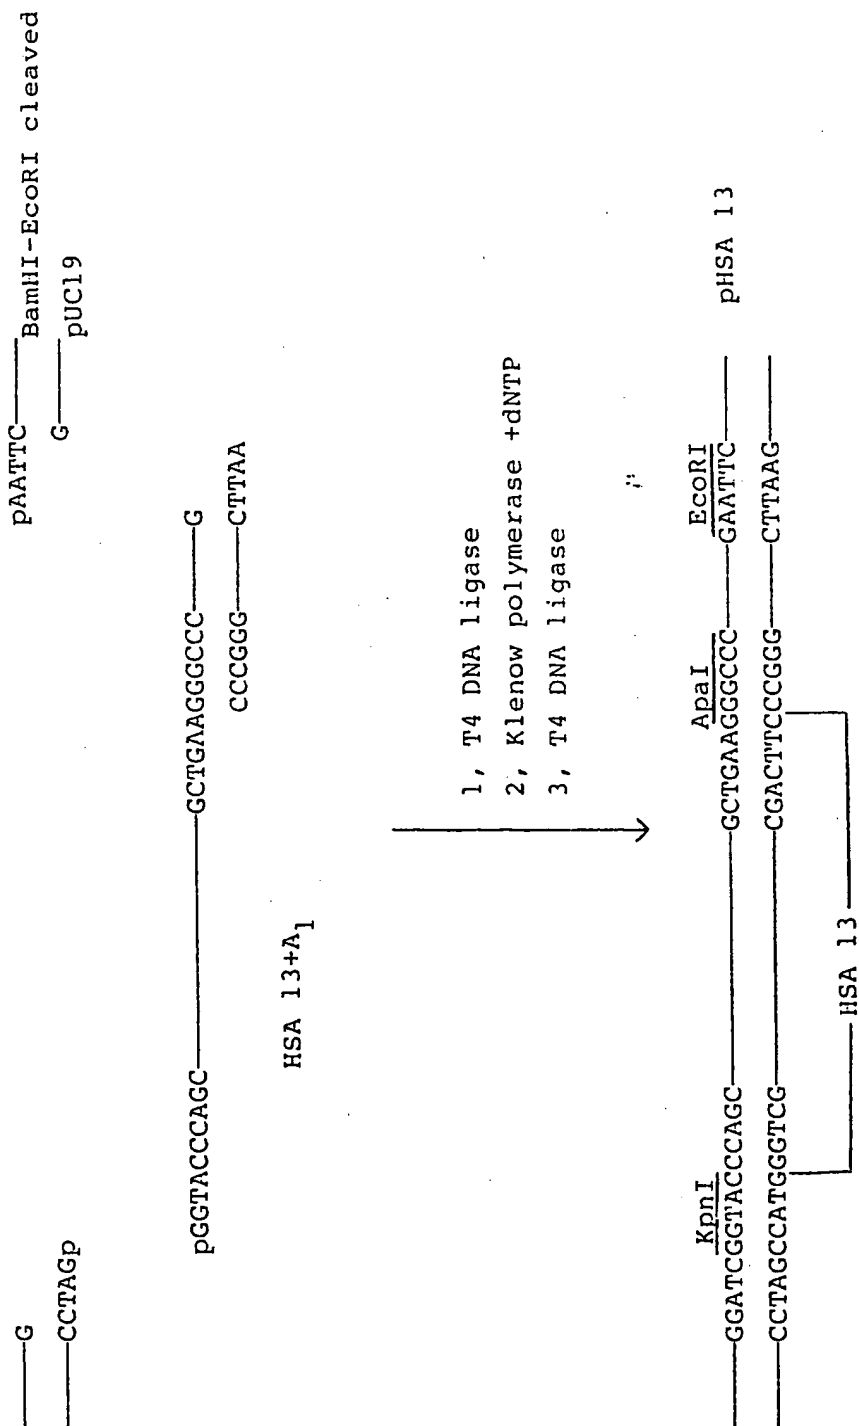 G
pAATTC
BamHI-EcoRI cleaved
CCTAGp
G
pUC19
pGGTACCCAGC
GCTGAAGGGCCC
G
CCCGGG
CTTAA
HSA 13+A1
1, T4 DNA ligase
2, Klenow polymerase +dNTP
3, T4 DNA ligase
KpnI
ApaI
EcoRI
GGATCGGTACCCAGC
GCTGAAGGGCCC
GAATTC
pHSA 13
CCTAGCCATGGGTCG
CGACTTCCCGGG
CTTAAG
HSA 13